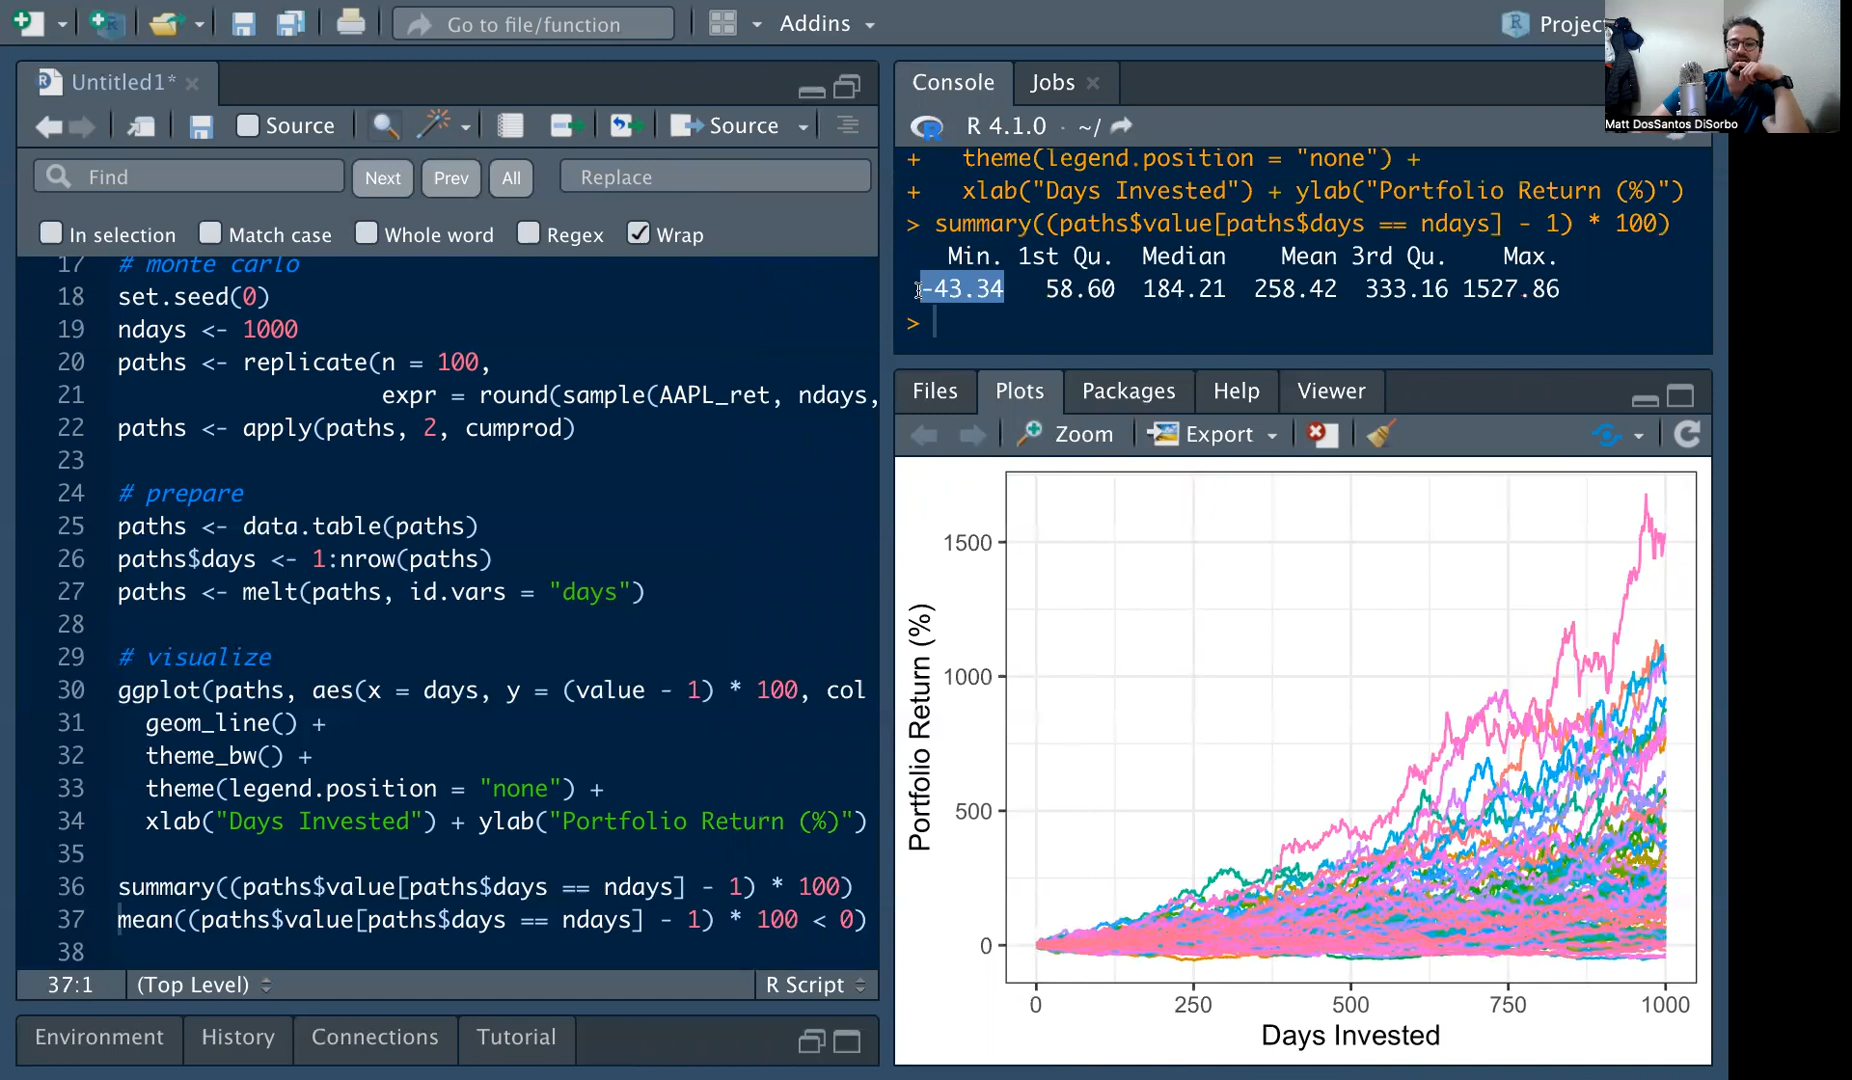 Go to file/function
Addins
Projec
Matt DosSantos DiSorbo
Untitled1*
Source
Source
Find
Next
Prev
All
Replace
In selection
Match case
Whole word
Regex
Wrap
17 # monte carlo
18 set.seed(0)
19 ndays <- 1000
20 paths <- replicate(n = 100,
21 expr = round(sample(AAPL_ret, ndays,
22 paths <- apply(paths, 2, cumprod)
23
24 # prepare
25 paths <- data.table(paths)
26 paths$days <- 1:nrow(paths)
27 paths <- melt(paths, id.vars = "days")
28
29 # visualize
30 ggplot(paths, aes(x = days, y = (value - 1) * 100, col
31 geom_line() +
32 theme_bw() +
33 theme(legend.position = "none") +
34 xlab("Days Invested") + ylab("Portfolio Return (%)")
35
36 summary((paths$value[paths$days == ndays] - 1) * 100)
37 mean((paths$value[paths$days == ndays] - 1) * 100 < 0)
38
37:1 (Top Level) R Script
Environment
History
Connections
Tutorial
Console
Jobs
R 4.1.0 · ~/
+ theme(legend.position = "none") +
+ xlab("Days Invested") + ylab("Portfolio Return (%)")
> summary((paths$value[paths$days == ndays] - 1) * 100)
Min. 1st Qu. Median Mean 3rd Qu. Max.
-43.34 58.60 184.21 258.42 333.16 1527.86
>
Files
Plots
Packages
Help
Viewer
Zoom
Export
Portfolio Return (%)
1500
1000
500
0
0 250 500 750 1000
Days Invested